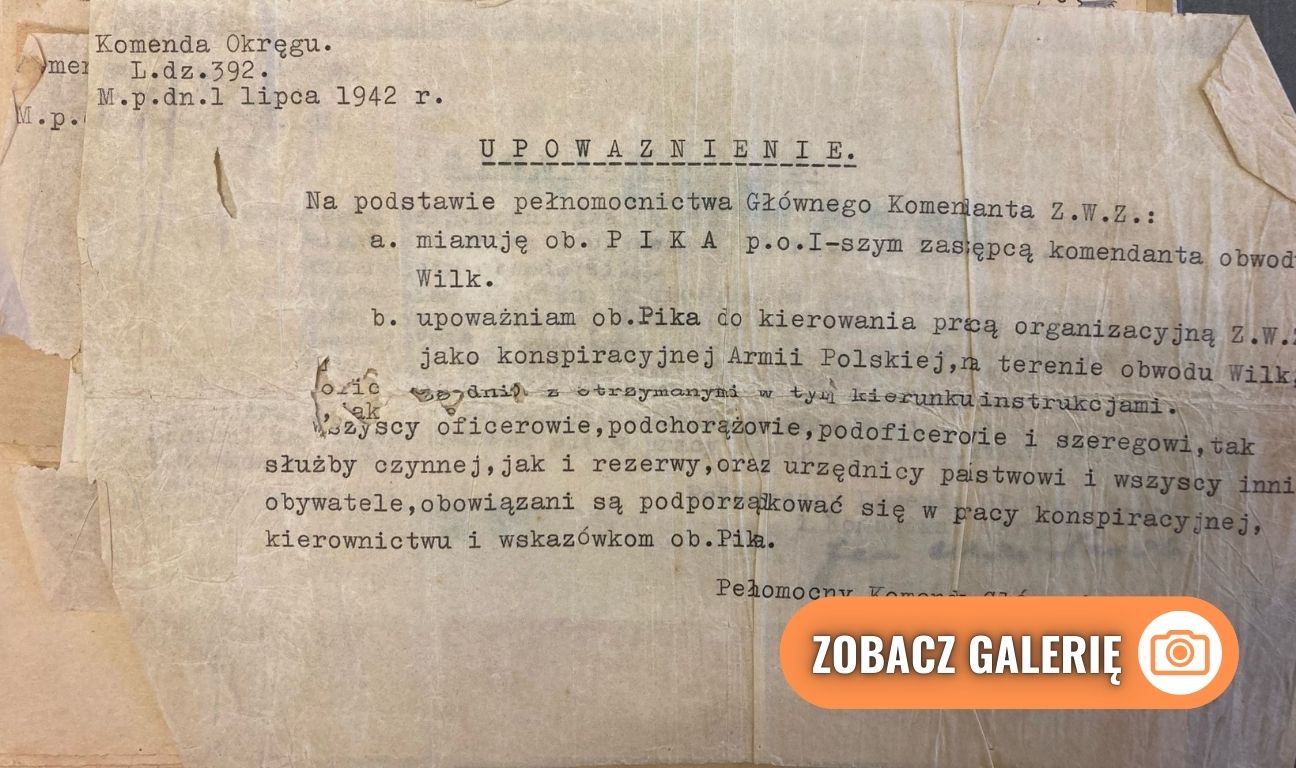 Komenda Okręgu.
L.dz.392.
M.p.dn.1 lipca 1942 r.
M.p.
U P O W A Z N I E N I E.
Na podstawie pełnomocnictwa Głównego Komendanta Z.W.Z.:
a. mianuję ob. P I K A p.o.I-szym zastępcą komendanta obwodu
Wilk.
b. upoważniam ob.Pika do kierowania pracą organizacyjną Z.W.Z
jako konspiracyjnej Armii Polskiej,na terenie obwodu Wilk,
zgodnie z otrzymanymi w tym kierunku instrukcjami.
Wszyscy oficerowie,podchorążowie,podoficerowie i szeregowi,tak
służby czynnej,jak i rezerwy,oraz urzędnicy państwowi i wszyscy inni
obywatele,obowiązani są podporządkować się w pracy konspiracyjnej,
kierownictwu i wskazówkom ob.Pika.
Pełnomocny
ZOBACZ GALERIĘ